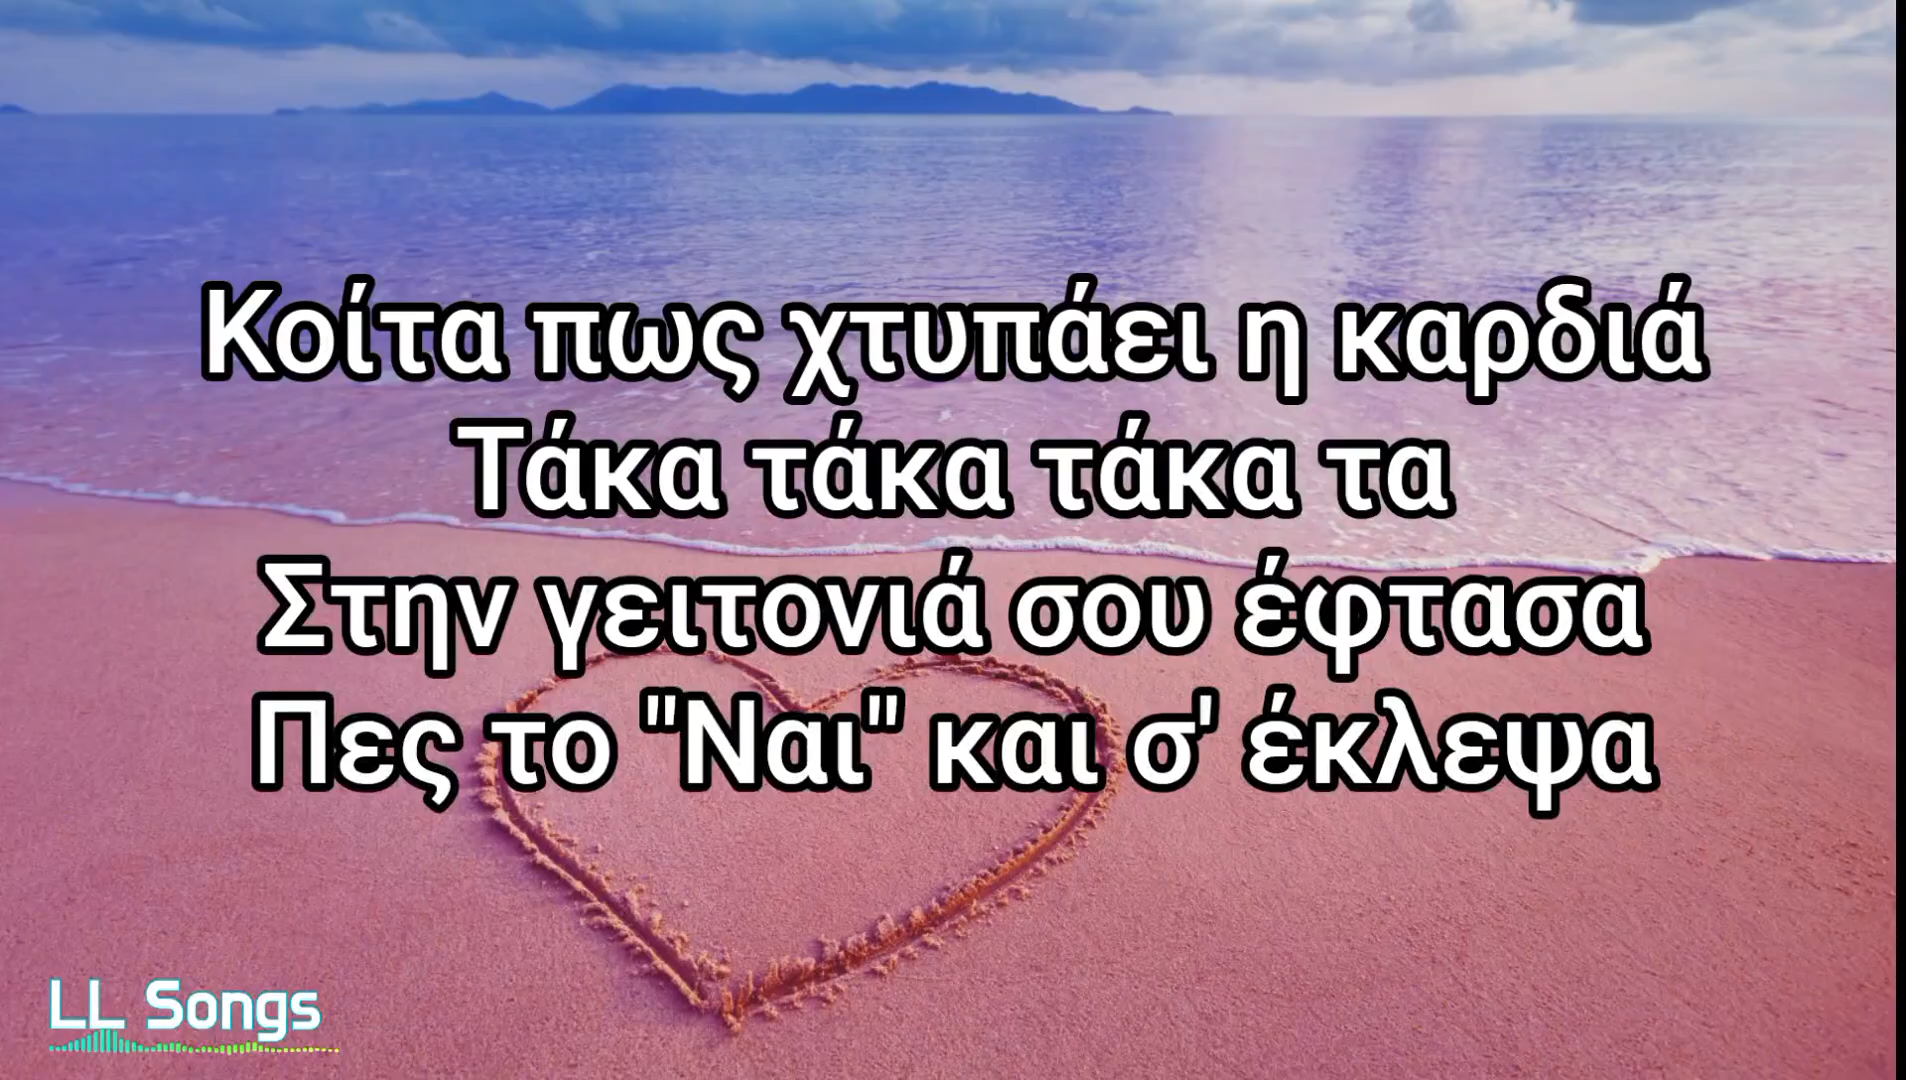 Κοίτα πως χτυπάει η καρδιά
Τάκα τάκα τάκα τα
Στην γειτονιά σου έφτασα
Πες το "Ναι" και σ' έκλεψα
LL Songs